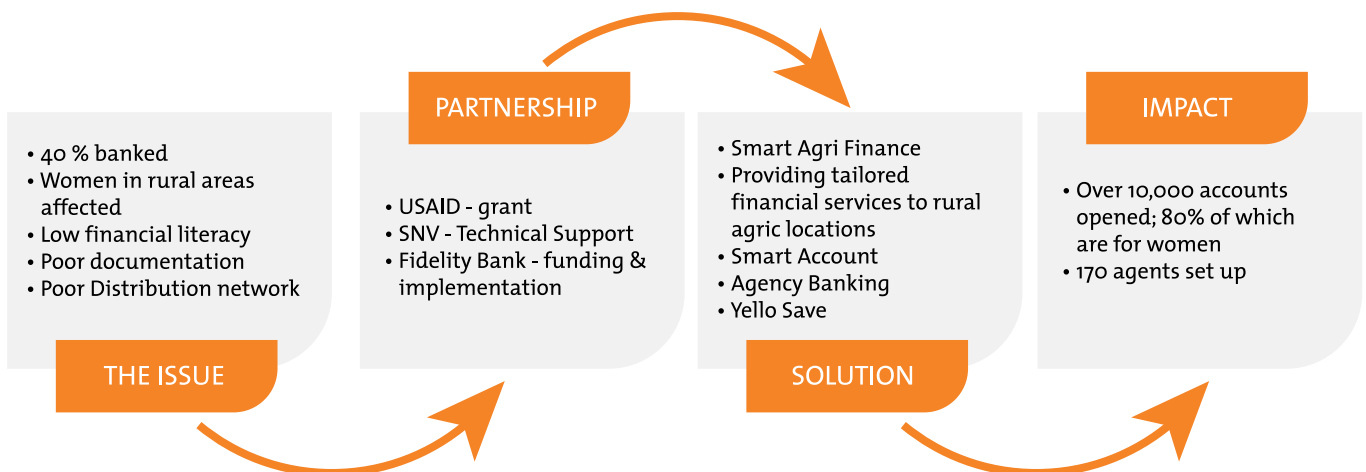 THE ISSUE
• 40 % banked
• Women in rural areas
affected
• Low financial literacy
• Poor documentation
• Poor Distribution network
PARTNERSHIP
• USAID - grant
• SNV - Technical Support
• Fidelity Bank - funding &
implementation
SOLUTION
• Smart Agri Finance
• Providing tailored
financial services to rural
agric locations
• Smart Account
• Agency Banking
• Yello Save
IMPACT
• Over 10,000 accounts
opened; 80% of which
are for women
• 170 agents set up